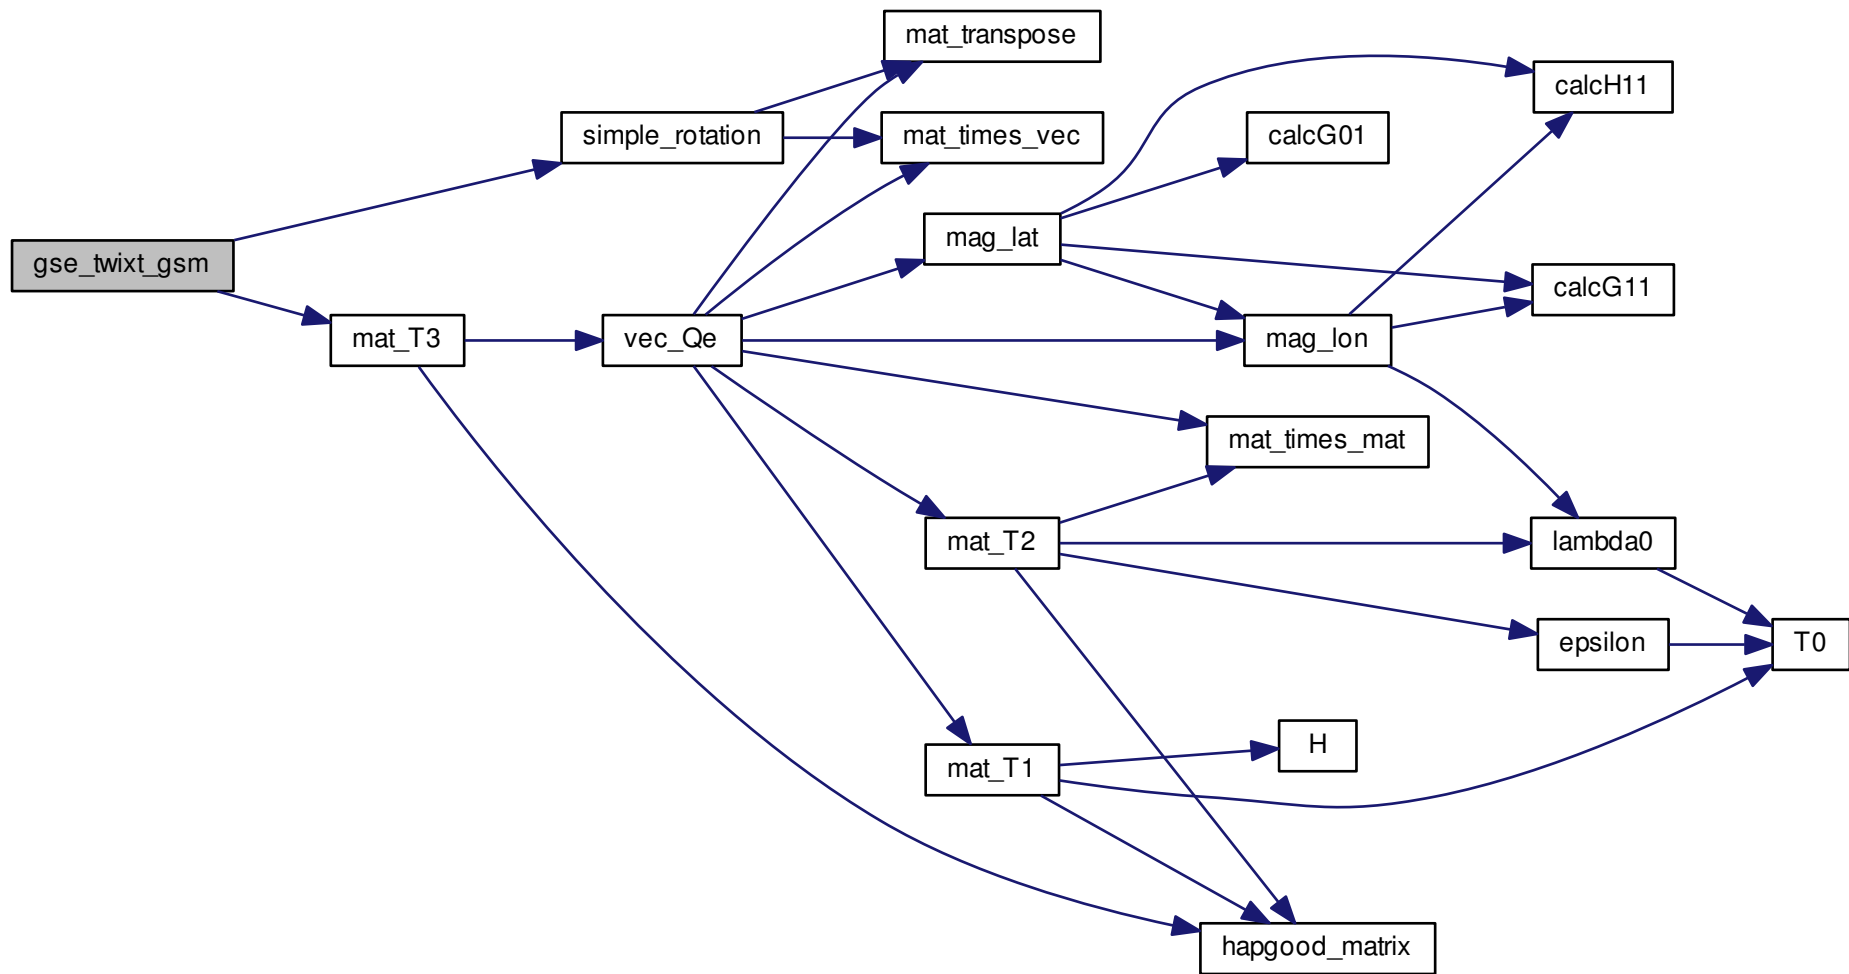 mat_transpose
calcH11
simple_rotation
mat_times_vec
calcG01
mag_lat
gse_twixt_gsm
calcG11
mat_T3
vec_Qe
mag_lon
mat_times_mat
mat_T2
lambda0
epsilon
T0
H
mat_T1
hapgood_matrix